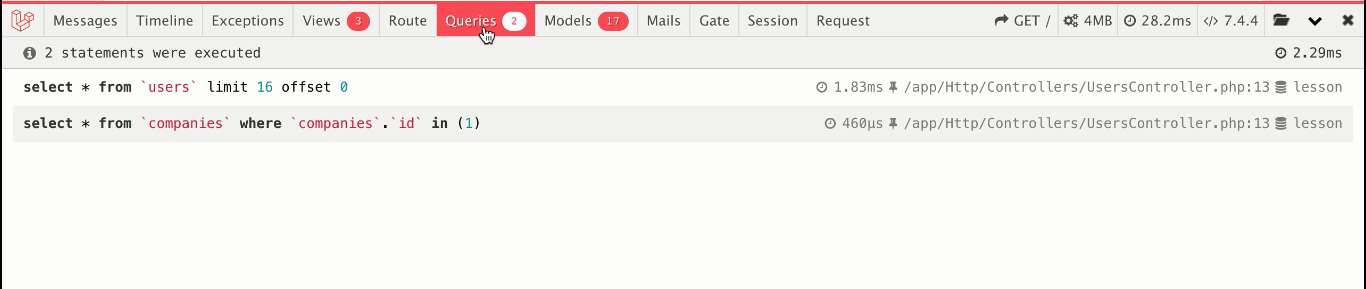 Messages Timeline Exceptions Views 3 Route Queries 2 Models 17 Mails Gate Session Request GET / 4MB 28.2ms </> 7.4.4
2 statements were executed 2.29ms
select * from `users` limit 16 offset 0 1.83ms /app/Http/Controllers/UsersController.php:13 lesson
select * from `companies` where `companies`.`id` in (1) 460µs /app/Http/Controllers/UsersController.php:13 lesson